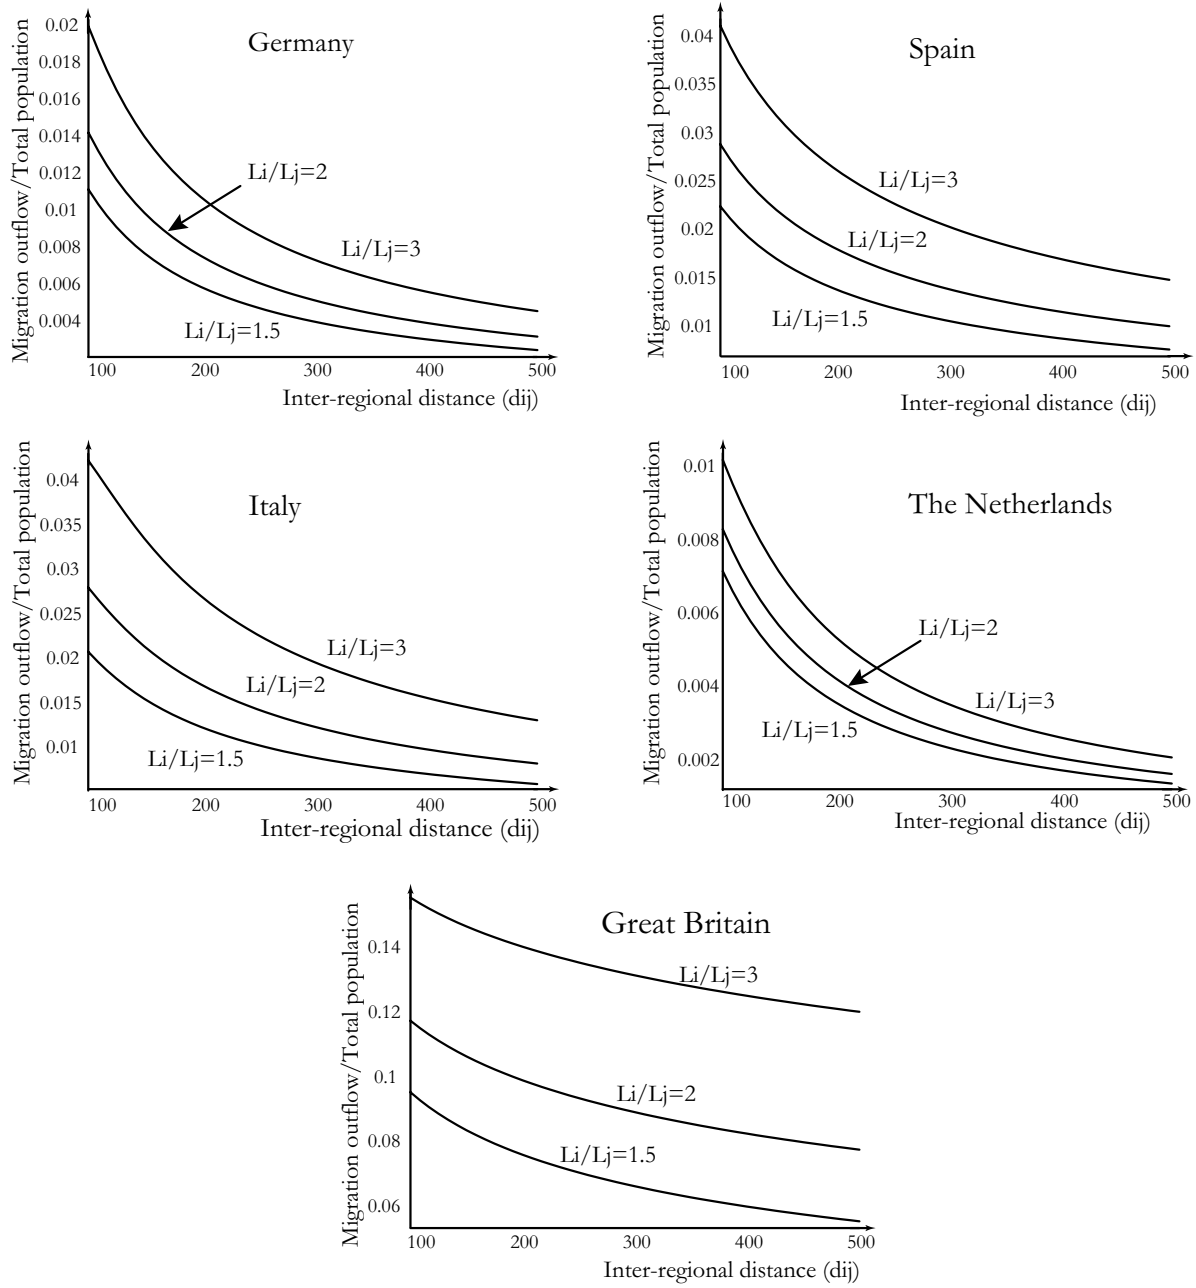 Germany
Migration outflow/Total population
0.02
0.018
0.016
0.014
0.012
0.01
0.008
0.006
0.004
Li/Lj=2
Li/Lj=3
Li/Lj=1.5
100 200 300 400 500
Inter-regional distance (dij)
Spain
Migration outflow/Total population
0.04
0.035
0.03
0.025
0.02
0.015
0.01
Li/Lj=3
Li/Lj=2
Li/Lj=1.5
100 200 300 400 500
Inter-regional distance (dij)
Italy
Migration outflow/Total population
0.04
0.035
0.03
0.025
0.02
0.015
0.01
Li/Lj=3
Li/Lj=2
Li/Lj=1.5
100 200 300 400 500
Inter-regional distance (dij)
The Netherlands
Migration outflow/Total population
0.01
0.008
0.006
0.004
0.002
Li/Lj=2
Li/Lj=3
Li/Lj=1.5
100 200 300 400 500
Inter-regional distance (dij)
Great Britain
Migration outflow/Total population
0.14
0.12
0.1
0.08
0.06
Li/Lj=3
Li/Lj=2
Li/Lj=1.5
100 200 300 400 500
Inter-regional distance (dij)